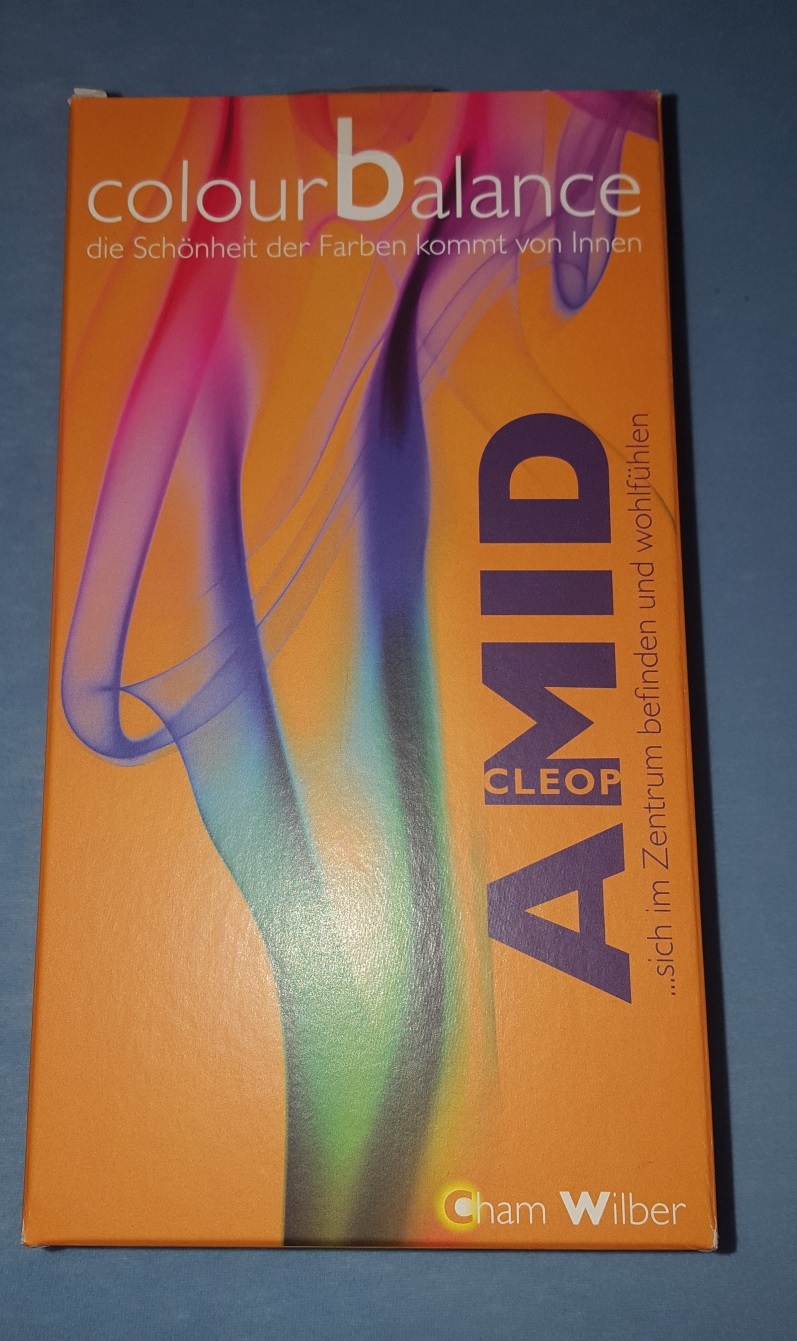 colourbalance
die Schönheit der Farben kommt von Innen
AMID
CLEOP
...sich im Zentrum befinden und wohlfühlen
Cham Wilber